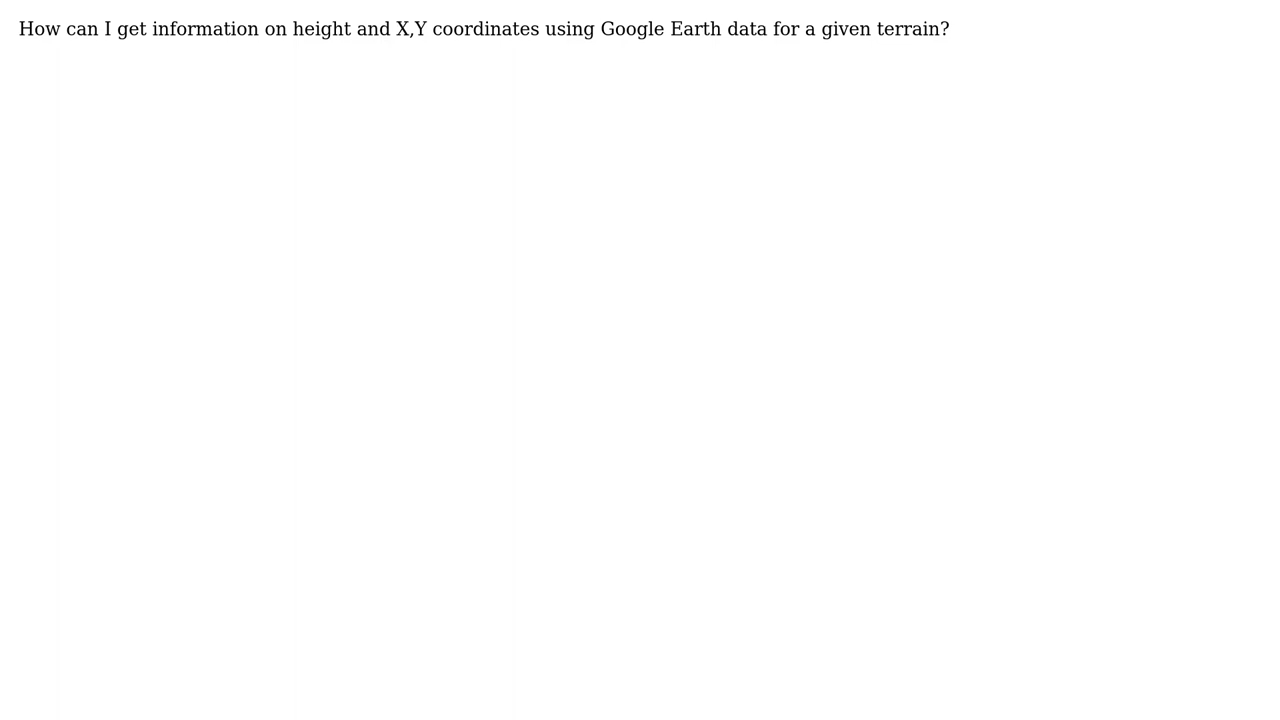 How can I get information on height and X,Y coordinates using Google Earth data for a given terrain?